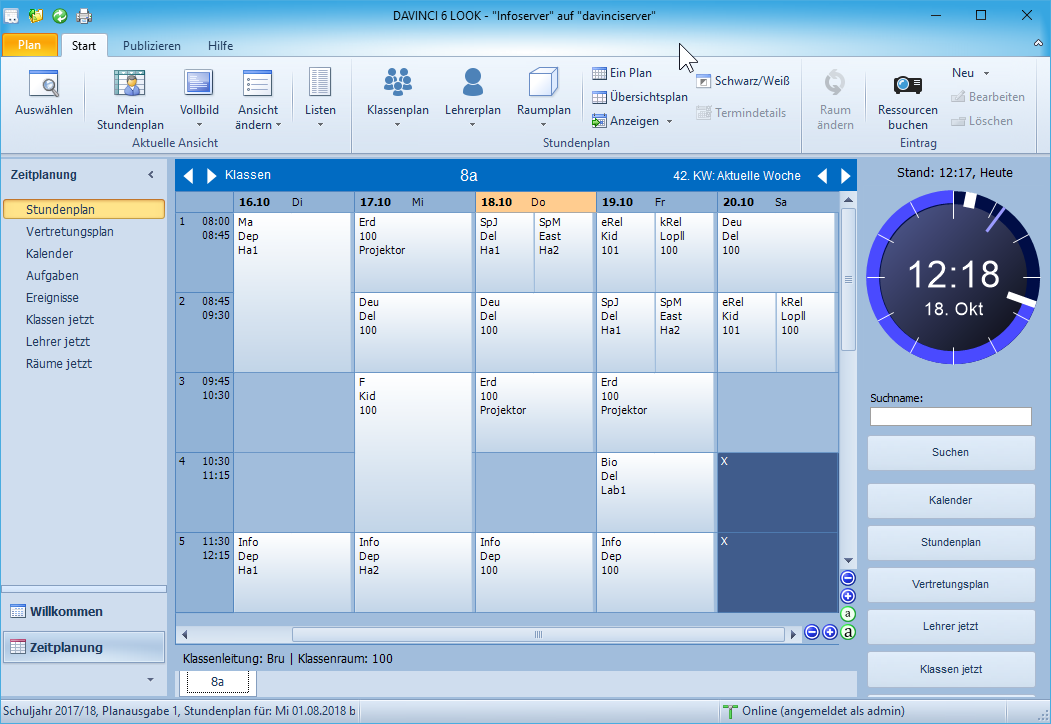 DAVINCI 6 LOOK - "Infoserver" auf "davinciserver"
Plan
Start
Publizieren
Hilfe
Auswählen
Mein
Stundenplan
Vollbild
Ansicht
ändern
Aktuelle Ansicht
Listen
Klassenplan
Lehrerplan
Raumplan
Ein Plan
Übersichtsplan
Anzeigen
Schwarz/Weiß
Termindetails
Stundenplan
Raum
ändern
Ressourcen
buchen
Neu
Bearbeiten
Löschen
Eintrag
Zeitplanung
Stundenplan
Vertretungsplan
Kalender
Aufgaben
Ereignisse
Klassen jetzt
Lehrer jetzt
Räume jetzt
Willkommen
Zeitplanung
Klassen
8a
42. KW: Aktuelle Woche
16.10 Di
17.10 Mi
18.10 Do
19.10 Fr
20.10 Sa
1
08:00
08:45
Ma
Dep
Ha1
Erd
100
Projektor
SpJ
Del
Ha1
SpM
East
Ha2
eRel
Kid
101
kRel
Lopll
100
Deu
Del
100
2
08:45
09:30
Deu
Del
100
Deu
Del
100
SpJ
Del
Ha1
SpM
East
Ha2
eRel
Kid
101
kRel
Lopll
100
3
09:45
10:30
F
Kid
100
Erd
100
Projektor
Erd
100
Projektor
4
10:30
11:15
Bio
Del
Lab1
X
5
11:30
12:15
Info
Dep
Ha1
Info
Dep
Ha2
Info
Dep
100
Info
Dep
100
X
a
a
Klassenleitung: Bru | Klassenraum: 100
8a
Stand: 12:17, Heute
12:18
18. Okt
Suchname:
Suchen
Kalender
Stundenplan
Vertretungsplan
Lehrer jetzt
Klassen jetzt
Schuljahr 2017/18, Planausgabe 1, Stundenplan für: Mi 01.08.2018 b
Online (angemeldet als admin)